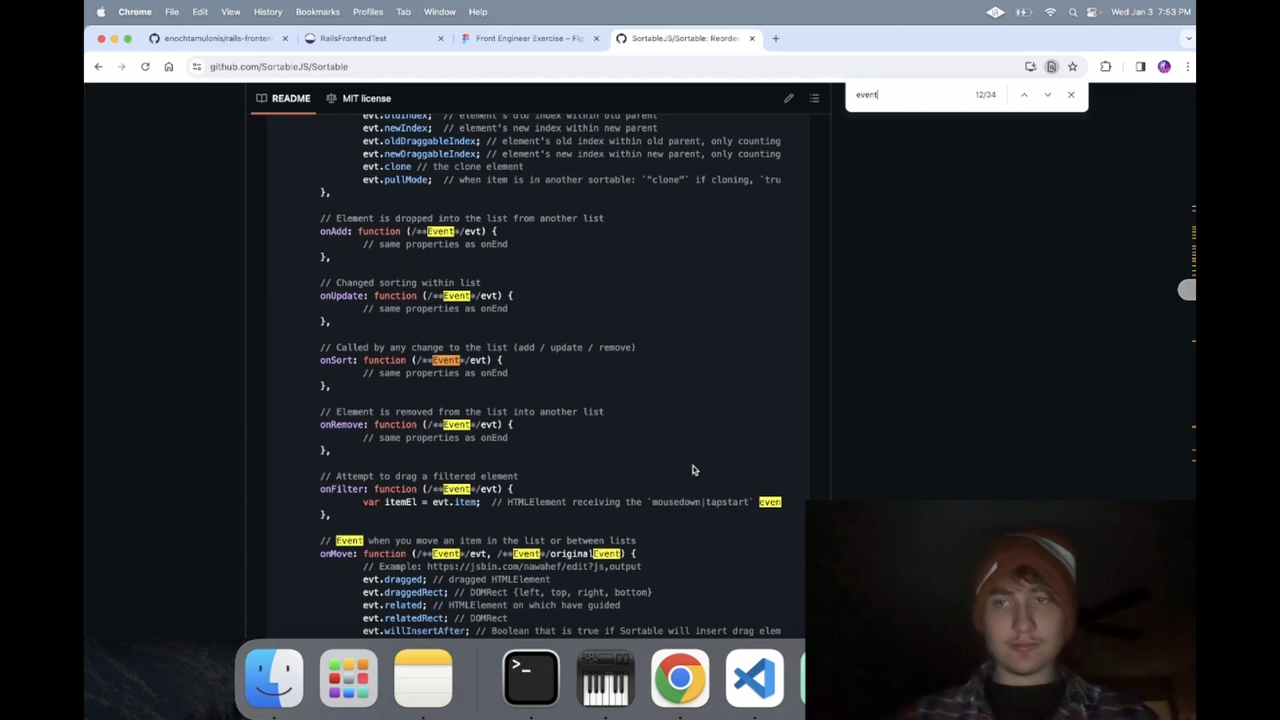 Chrome File Edit View History Bookmarks Profiles Tab Window Help Wed Jan 3 7:53 PM
enochtamulonis/rails-fronten RailsFrontendTest Front Engineer Exercise – Fig SortableJS/Sortable: Reorder
github.com/SortableJS/Sortable
event 12/34
README MIT license
evt.oldIndex; // element's old index within old parent
evt.newIndex; // element's new index within new parent
evt.oldDraggableIndex; // element's old index within old parent, only counting
evt.newDraggableIndex; // element's new index within new parent, only counting
evt.clone // the clone element
evt.pullMode; // when item is in another sortable: `"clone"` if cloning, `tru
},
// Element is dropped into the list from another list
onAdd: function (/**Event*/evt) {
// same properties as onEnd
},
// Changed sorting within list
onUpdate: function (/**Event*/evt) {
// same properties as onEnd
},
// Called by any change to the list (add / update / remove)
onSort: function (/**Event*/evt) {
// same properties as onEnd
},
// Element is removed from the list into another list
onRemove: function (/**Event*/evt) {
// same properties as onEnd
},
// Attempt to drag a filtered element
onFilter: function (/**Event*/evt) {
var itemEl = evt.item; // HTMLElement receiving the `mousedown|tapstart` even
},
// Event when you move an item in the list or between lists
onMove: function (/**Event*/evt, /**Event*/originalEvent) {
// Example: https://jsbin.com/nawahef/edit?js,output
evt.dragged; // dragged HTMLElement
evt.draggedRect; // DOMRect {left, top, right, bottom}
evt.related; // HTMLElement on which have guided
evt.relatedRect; // DOMRect
evt.willInsertAfter; // Boolean that is true if Sortable will insert drag elem